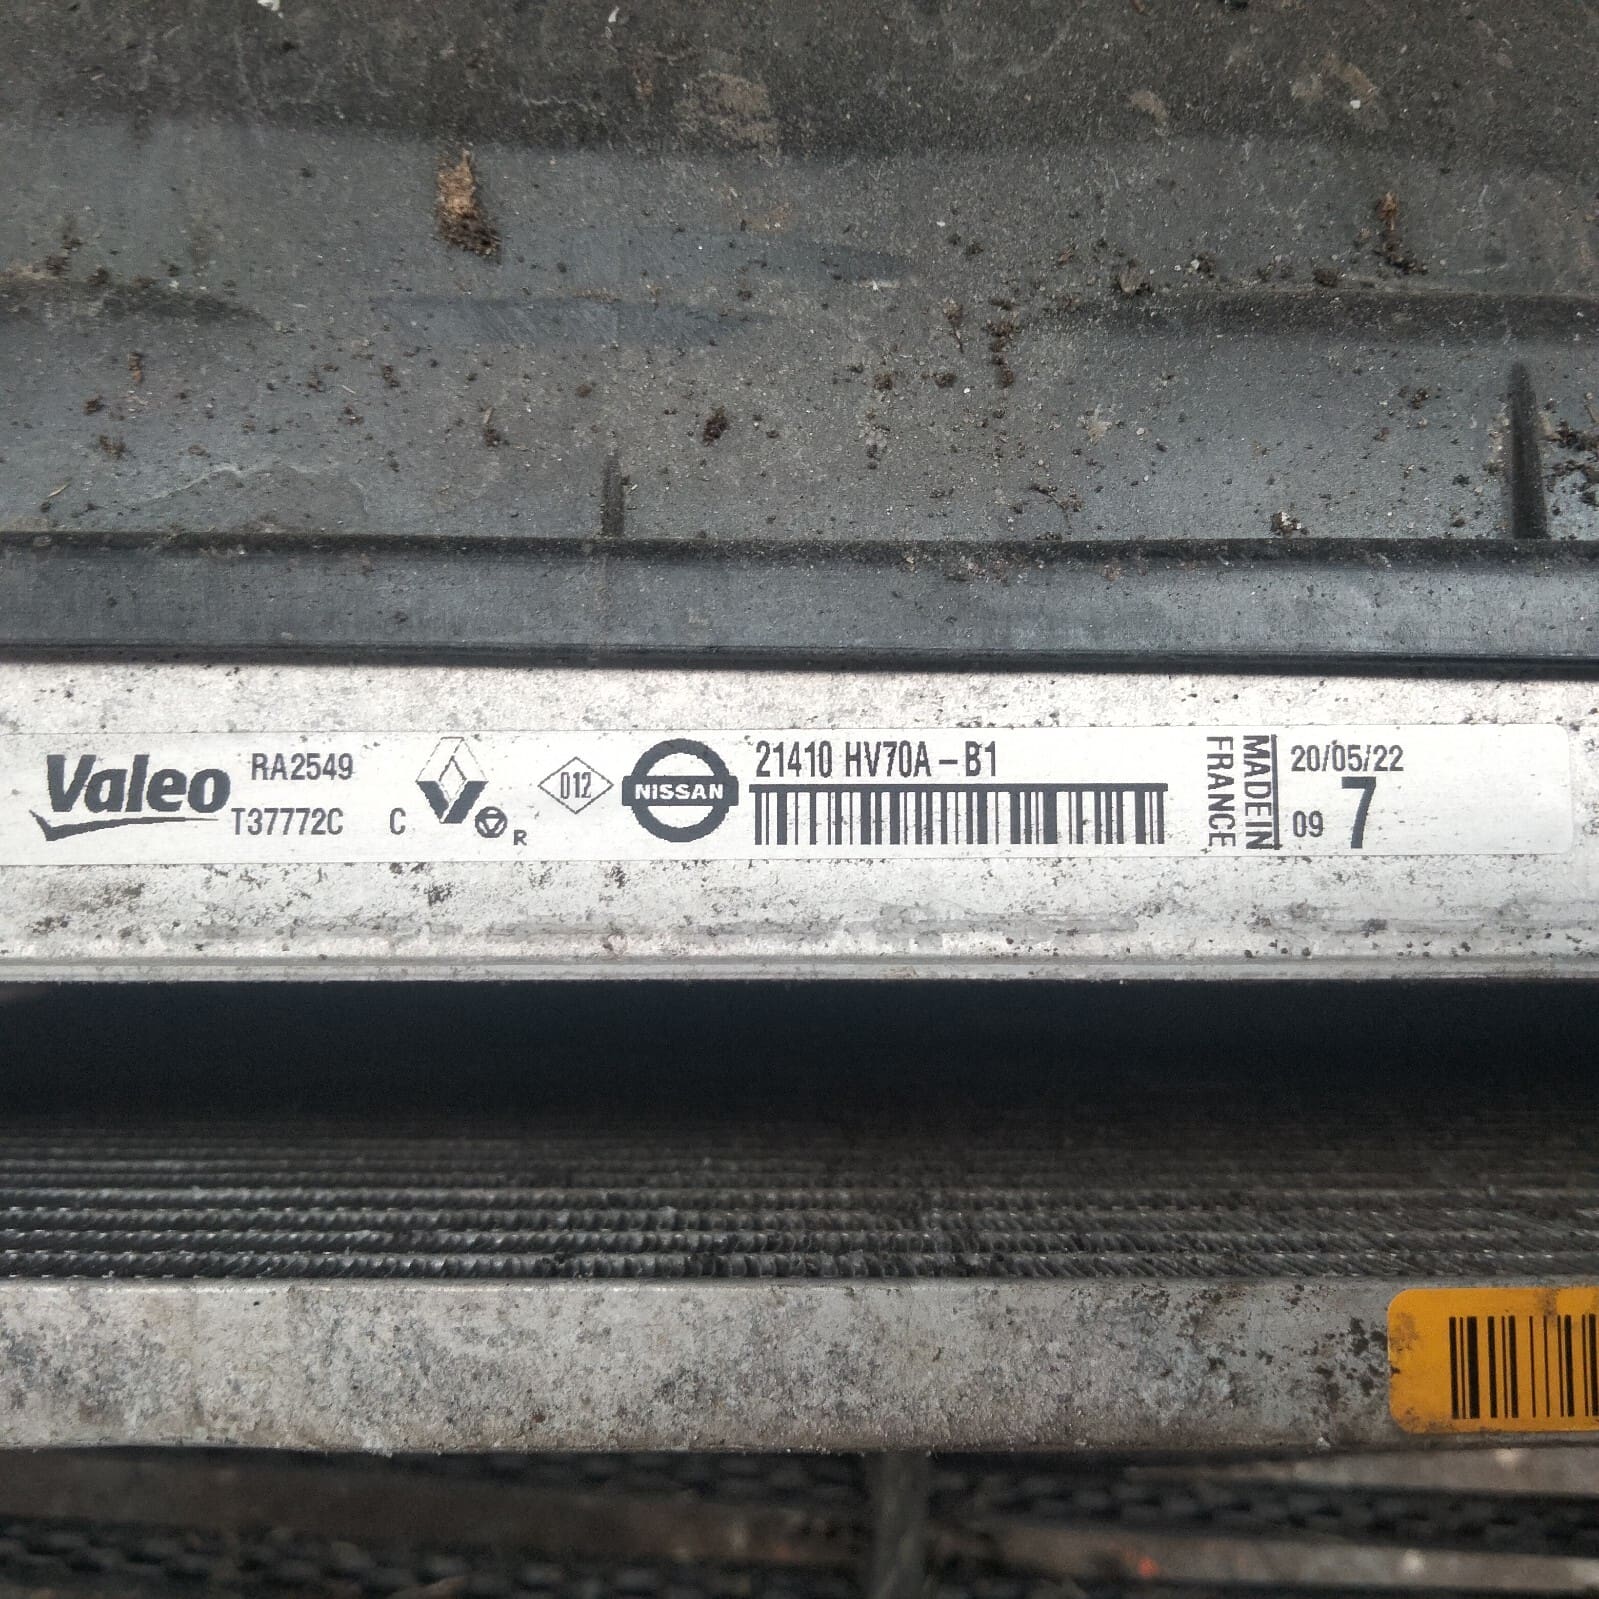 Valeo
RA2549
T37772C C
R
012
NISSAN
21410 HV70A-B1
MADE IN
FRANCE
20/05/22
09 7